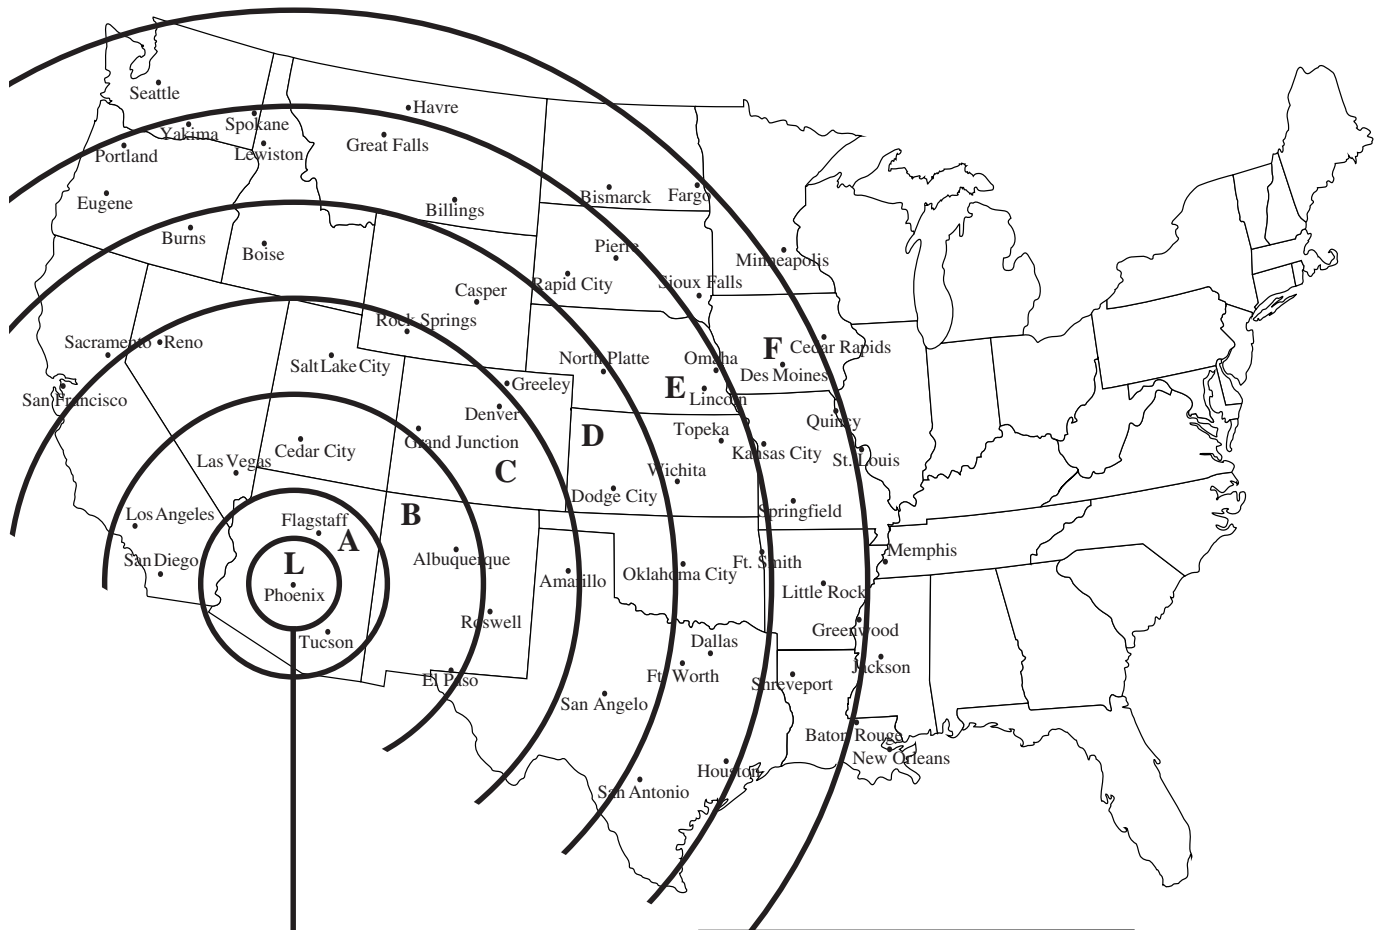 Seattle
Havre
Yakima
Spokane
Portland
Great Falls
Lewiston
Eugene
Billings
Bismarck
Fargo
Burns
Boise
Pierre
Minneapolis
Rapid City
Sioux Falls
Casper
Rock Springs
Sacramento
Reno
F
Cedar Rapids
Salt Lake City
North Platte
Omaha
Des Moines
San Francisco
Greeley
E
Lincoln
Denver
Quincy
Grand Junction
D
Topeka
Cedar City
Kansas City
Las Vegas
C
Wichita
St. Louis
Dodge City
Los Angeles
Flagstaff
B
Springfield
A
San Diego
L
Albuquerque
Memphis
Ft. Smith
Phoenix
Amarillo
Oklahoma City
Little Rock
Roswell
Greenwood
Tucson
Dallas
El Paso
Ft. Worth
Shreveport
Jackson
San Angelo
Baton Rouge
New Orleans
Houston
San Antonio